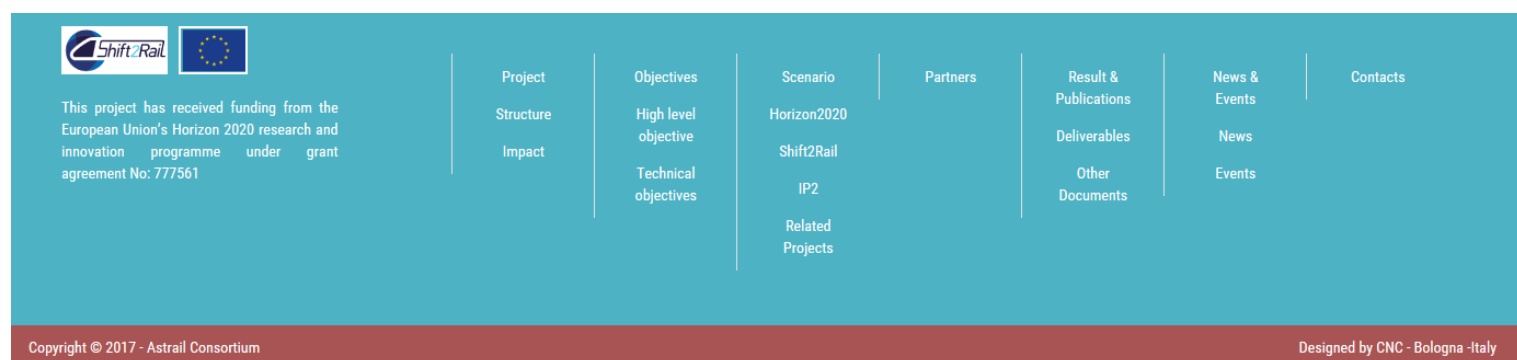 Shift2Rail
This project has received funding from the
European Union's Horizon 2020 research and
innovation programme under grant
agreement No: 777561
Project
Structure
Impact
Objectives
High level
objective
Technical
objectives
Scenario
Horizon2020
Shift2Rail
IP2
Related
Projects
Partners
Result &
Publications
Deliverables
Other
Documents
News &
Events
News
Events
Contacts
Copyright © 2017 - Astrail Consortium
Designed by CNC - Bologna -Italy